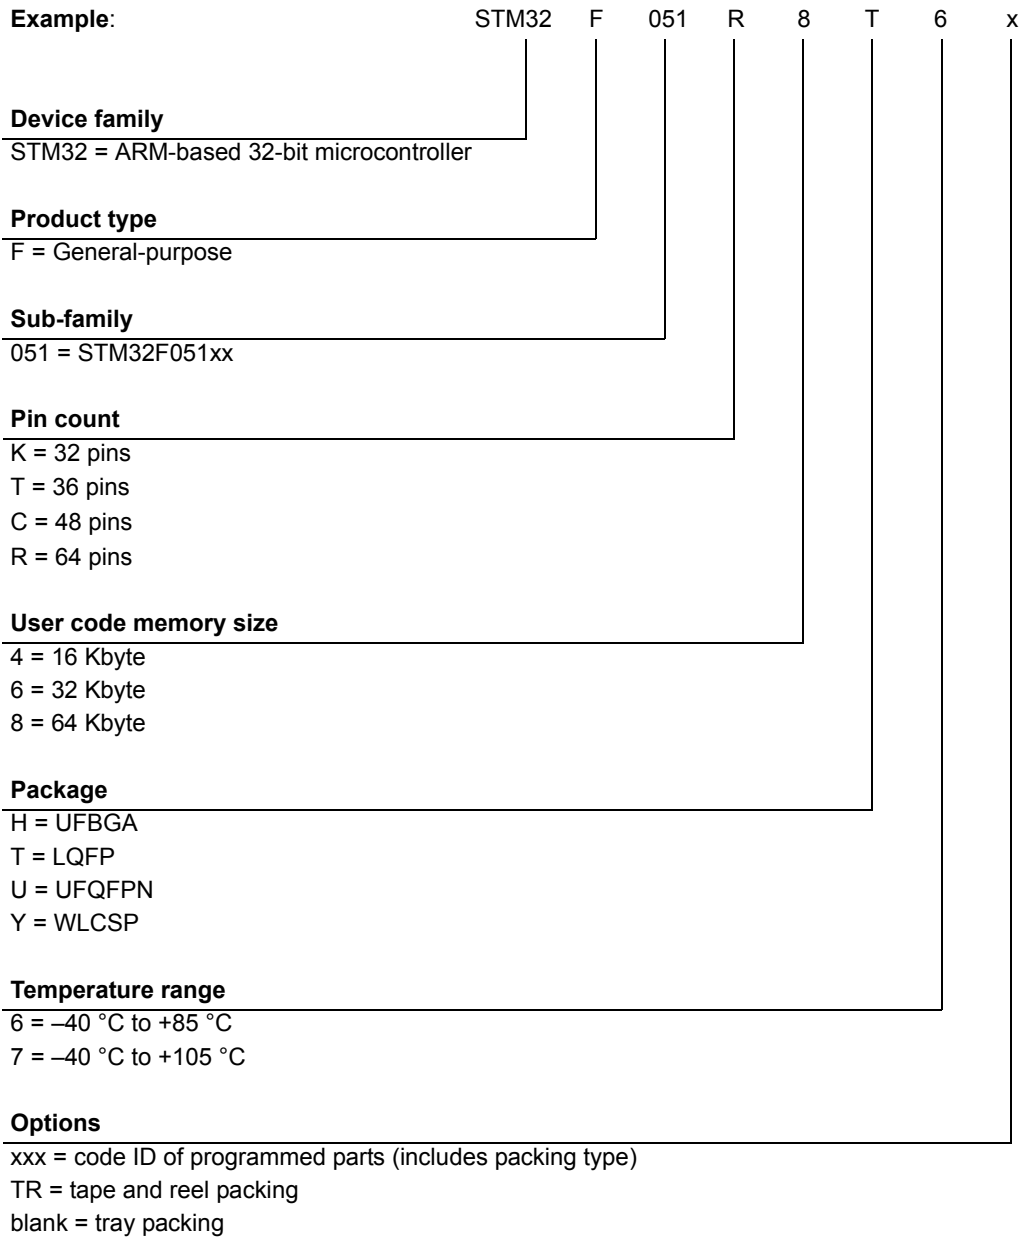 Example: STM32 F 051 R 8 T 6 x
Device family
STM32 = ARM-based 32-bit microcontroller
Product type
F = General-purpose
Sub-family
051 = STM32F051xx
Pin count
K = 32 pins
T = 36 pins
C = 48 pins
R = 64 pins
User code memory size
4 = 16 Kbyte
6 = 32 Kbyte
8 = 64 Kbyte
Package
H = UFBGA
T = LQFP
U = UFQFPN
Y = WLCSP
Temperature range
6 = –40 °C to +85 °C
7 = –40 °C to +105 °C
Options
xxx = code ID of programmed parts (includes packing type)
TR = tape and reel packing
blank = tray packing